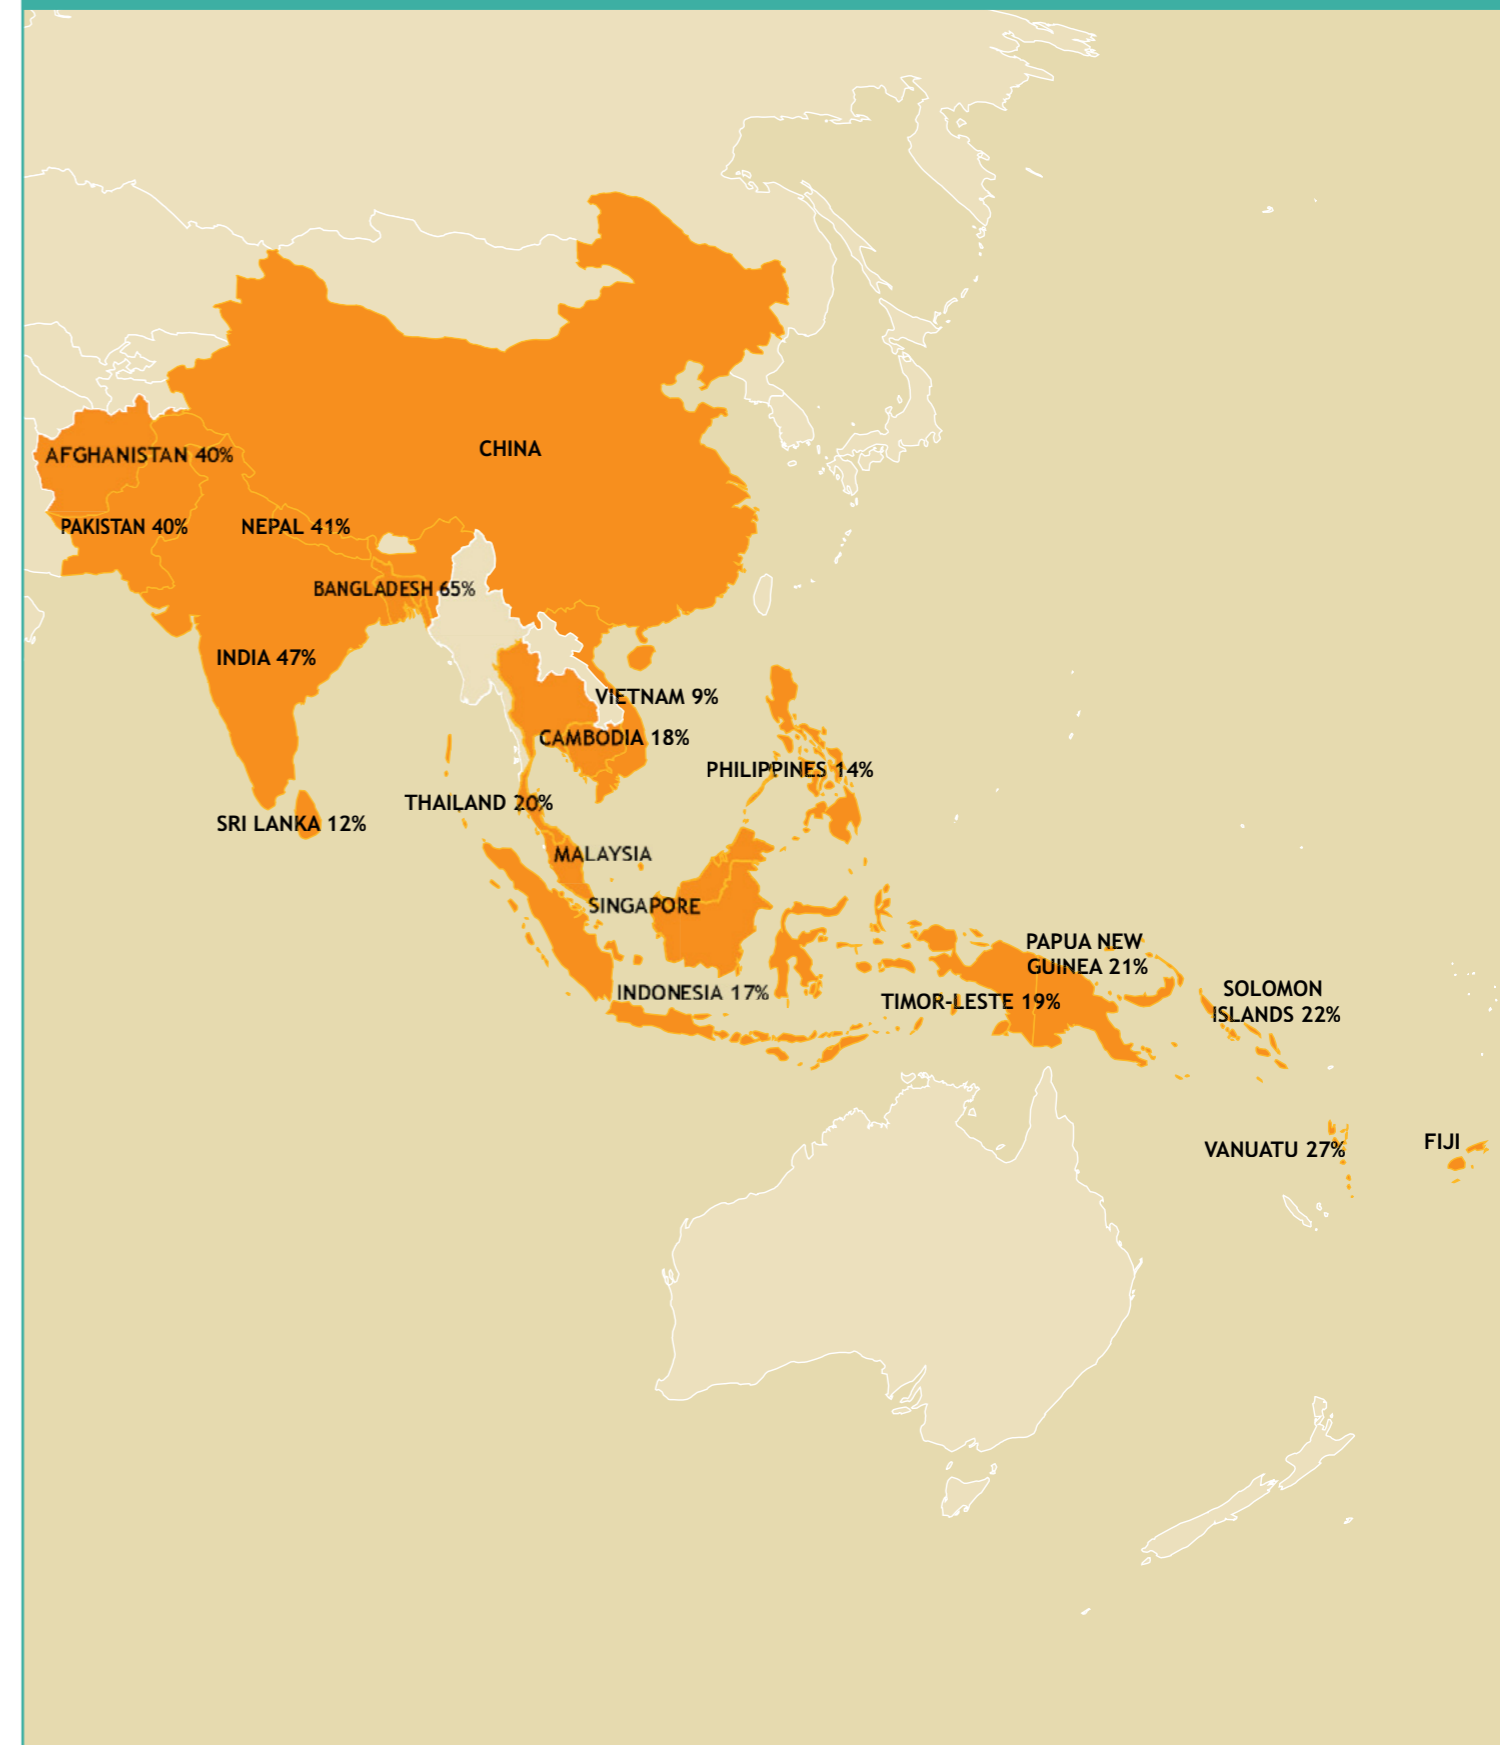 CHINA
AFGHANISTAN 40%
PAKISTAN 40%
NEPAL 41%
BANGLADESH 65%
INDIA 47%
VIETNAM 9%
CAMBODIA 18%
PHILIPPINES 14%
THAILAND 20%
SRI LANKA 12%
MALAYSIA
SINGAPORE
PAPUA NEW
GUINEA 21%
INDONESIA 17%
TIMOR-LESTE 19%
SOLOMON
ISLANDS 22%
VANUATU 27%
FIJI